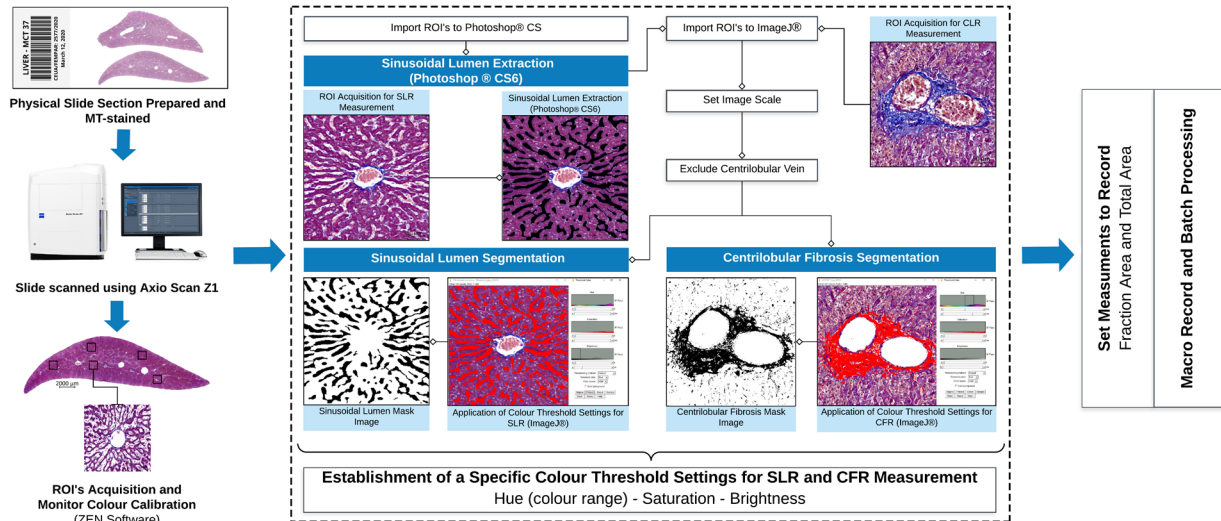 LIVER - MCT 37
CEUA/FEMPAR: 2577/2020
March 12, 2020
Physical Slide Section Prepared and
MT-stained
Slide scanned using Axio Scan Z1
2000 µm
ROI's Acquisition and
Monitor Colour Calibration
(ZEN Software)
Import ROI's to Photoshop® CS
Sinusoidal Lumen Extraction
(Photoshop ® CS6)
ROI Acquisition for SLR
Measurement
Sinusoidal Lumen Extraction
(Photoshop® CS6)
Import ROI's to ImageJ®
Set Image Scale
Exclude Centrilobular Vein
ROI Acquisition for CLR
Measurement
Sinusoidal Lumen Segmentation
Sinusoidal Lumen Mask
Image
Application of Colour Threshold Settings for
SLR (ImageJ®)
Centrilobular Fibrosis Segmentation
Centrilobular Fibrosis Mask
Image
Application of Colour Threshold Settings for
CFR (ImageJ®)
Establishment of a Specific Colour Threshold Settings for SLR and CFR Measurement
Hue (colour range) - Saturation - Brightness
Set Measurements to Record
Fraction Area and Total Area
Macro Record and Batch Processing